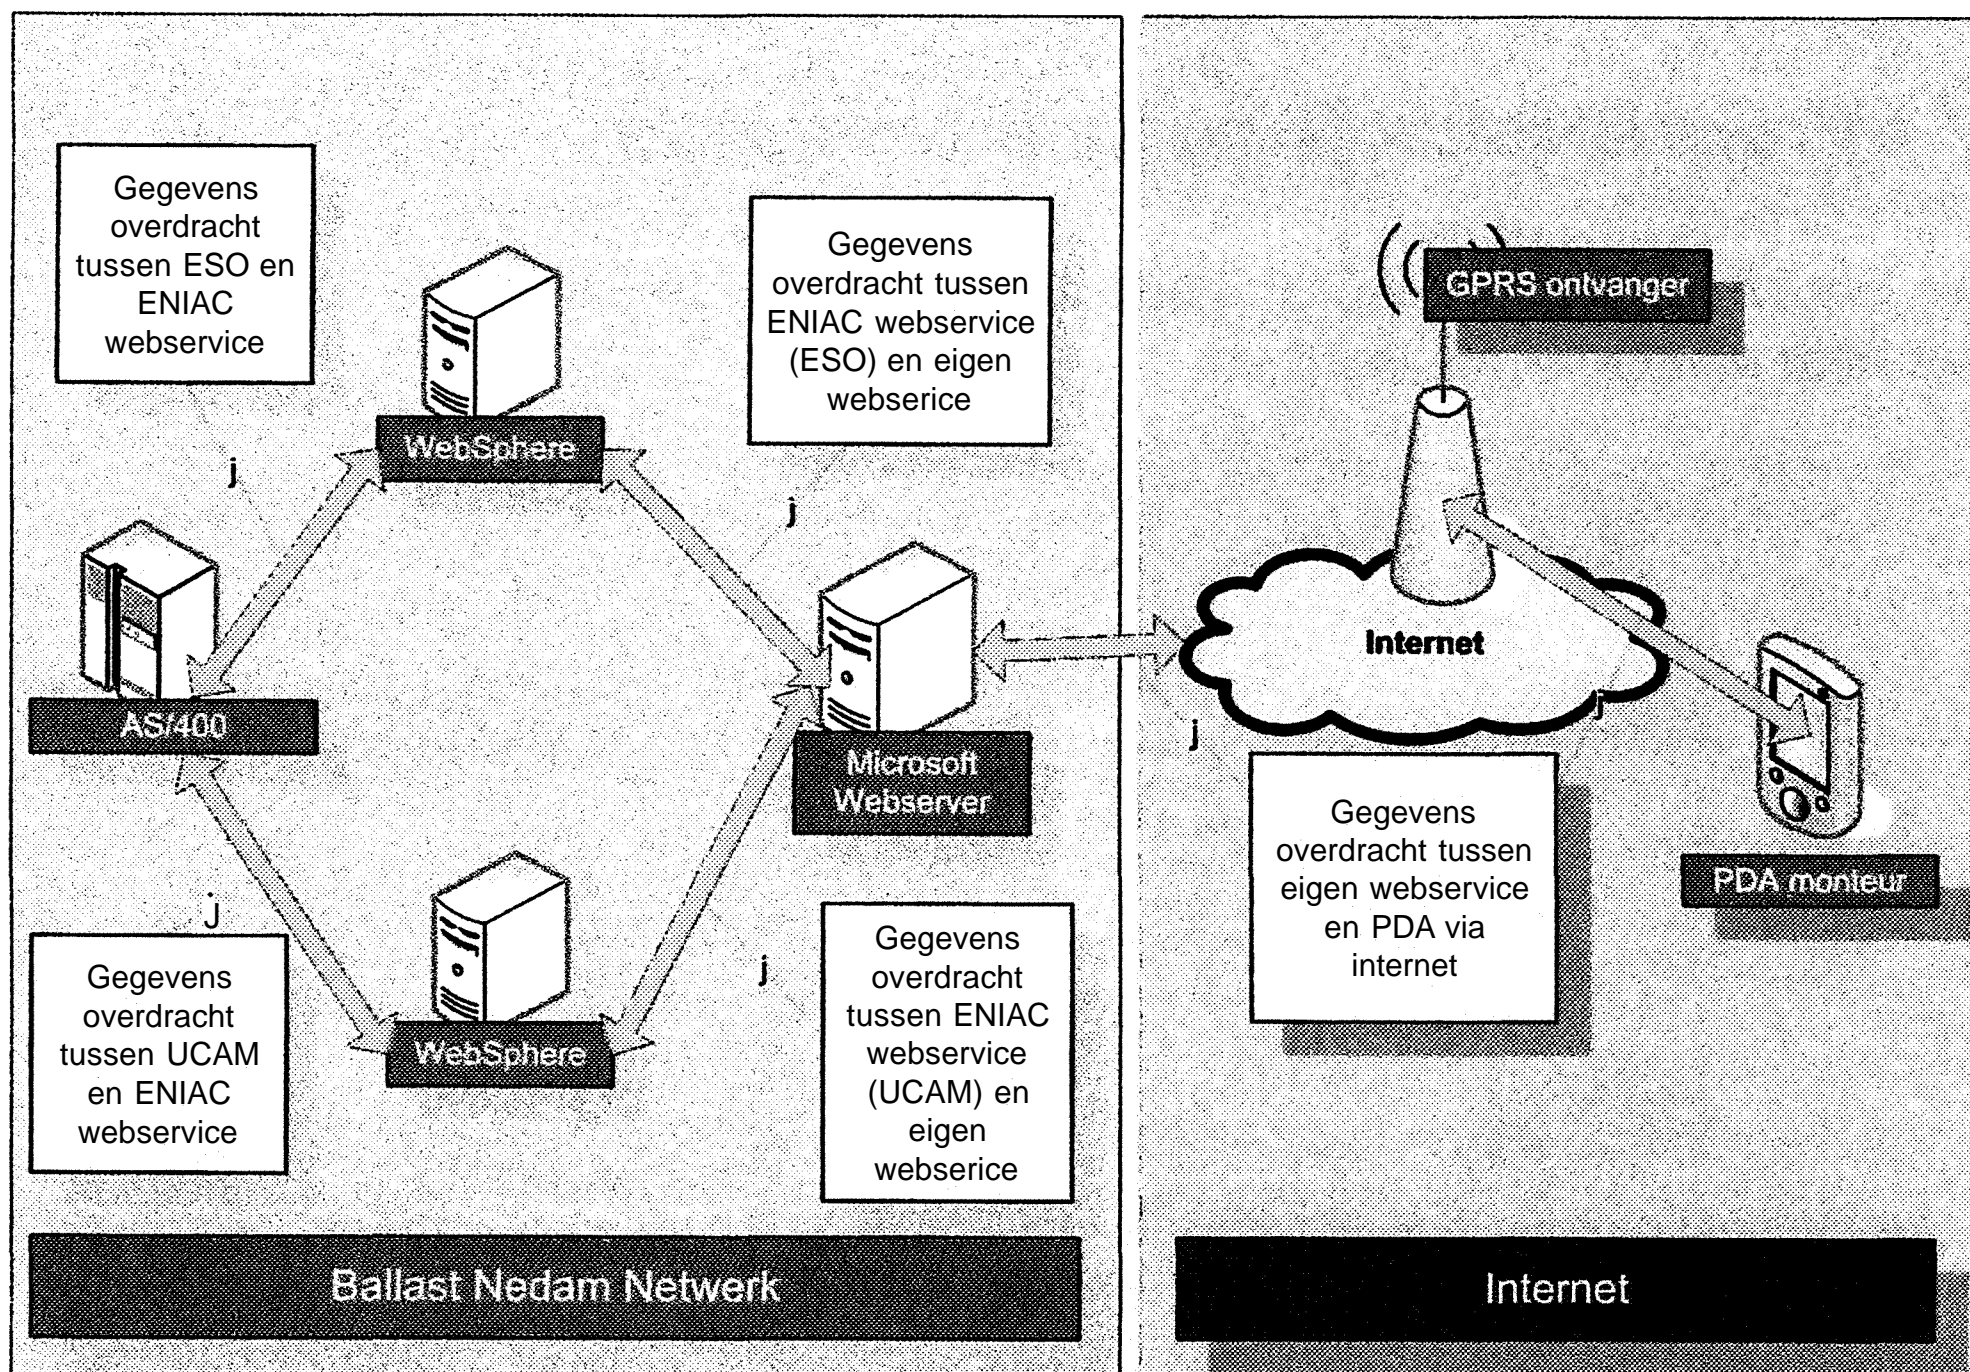 Gegevens
overdracht
tussen ESO en
ENIAC
webservice
Gegevens
overdracht tussen
ENIAC webservice
(ESO) en eigen
webserice
GPRS ontvanger
WebSphere
j
j
Internet
AS/400
j
j
Microsoft
Webserver
Gegevens
overdracht tussen
eigen webservice
en PDA via
internet
PDA monteur
j
Gegevens
overdracht
tussen UCAM
en ENIAC
webservice
WebSphere
j
Gegevens
overdracht
tussen ENIAC
webservice
(UCAM) en
eigen
webserice
Ballast Nedam Netwerk
Internet